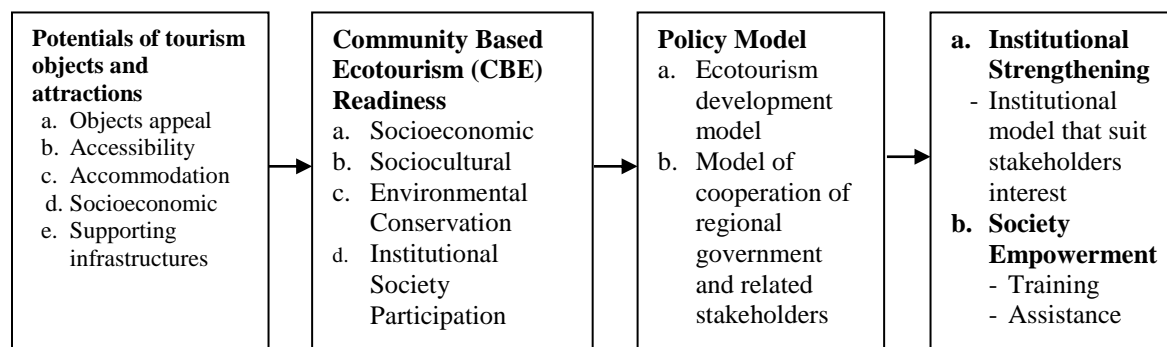 Potentials of tourism
objects and
attractions
a. Objects appeal
b. Accessibility
c. Accommodation
d. Socioeconomic
e. Supporting
infrastructures
Community Based
Ecotourism (CBE)
Readiness
a. Socioeconomic
b. Sociocultural
c. Environmental
Conservation
d. Institutional
Society
Participation
Policy Model
a. Ecotourism
development
model
b. Model of
cooperation of
regional
government
and related
stakeholders
a. Institutional
Strengthening
- Institutional
model that suit
stakeholders
interest
b. Society
Empowerment
- Training
- Assistance